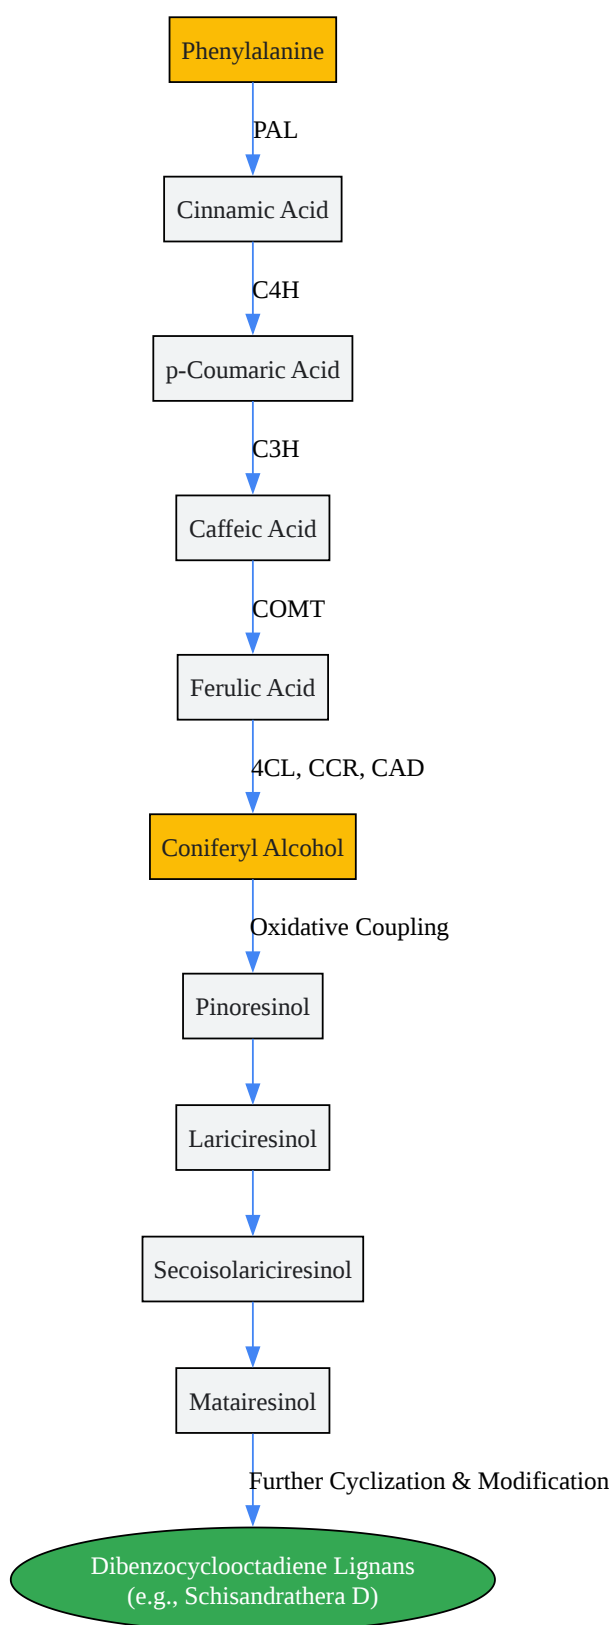 Phenylalanine
PAL
Cinnamic Acid
C4H
p-Coumaric Acid
C3H
Caffeic Acid
COMT
Ferulic Acid
4CL, CCR, CAD
Coniferyl Alcohol
Oxidative Coupling
Pinoresinol
Lariciresinol
Secoisolariciresinol
Matairesinol
Further Cyclization & Modification
Dibenzocyclooctadiene Lignans
(e.g., Schisandrathera D)